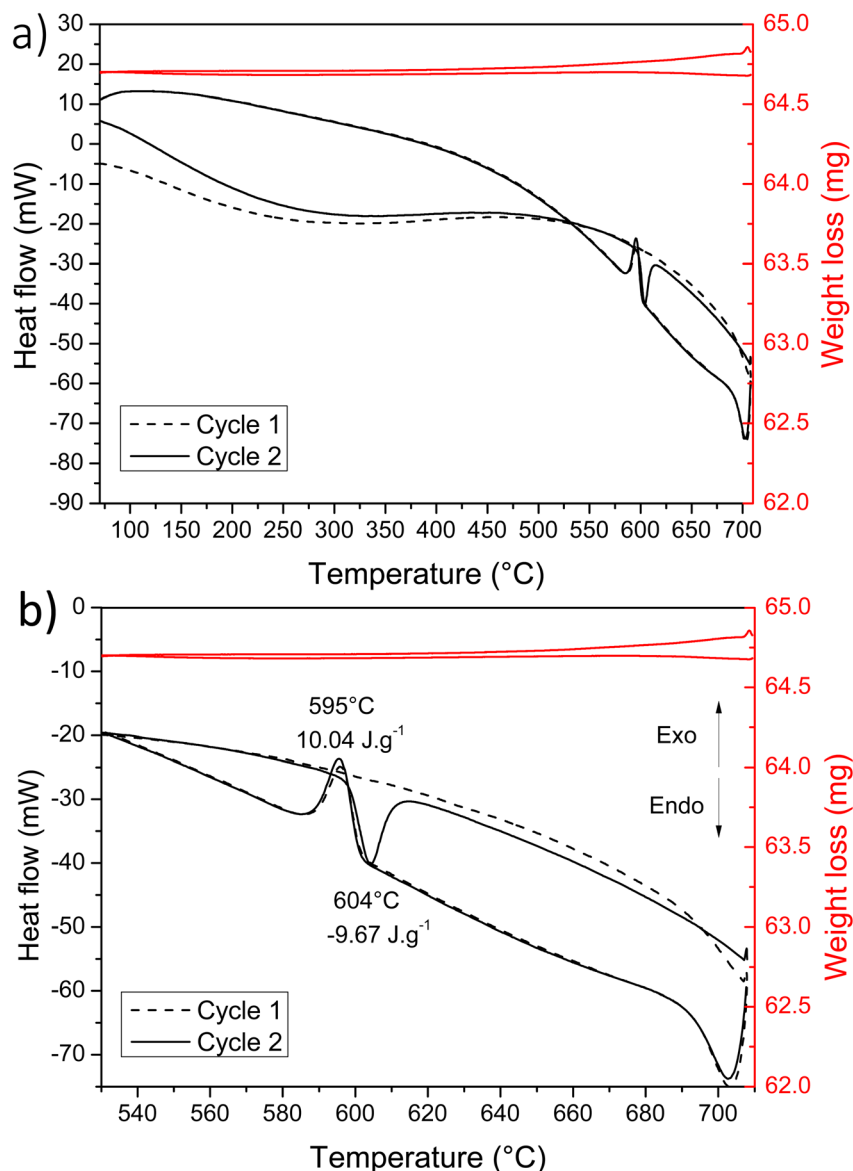 a)
30
20
10
0
-10
-20
-30
-40
-50
-60
-70
-80
-90
Heat flow (mW)
65.0
64.5
64.0
63.5
63.0
62.5
62.0
Weight loss (mg)
Cycle 1
Cycle 2
100 150 200 250 300 350 400 450 500 550 600 650 700
Temperature (°C)
b)
0
-10
-20
-30
-40
-50
-60
-70
Heat flow (mW)
65.0
64.5
64.0
63.5
63.0
62.5
62.0
Weight loss (mg)
595°C
10.04 J.g⁻¹
Exo
Endo
604°C
-9.67 J.g⁻¹
Cycle 1
Cycle 2
540 560 580 600 620 640 660 680 700
Temperature (°C)